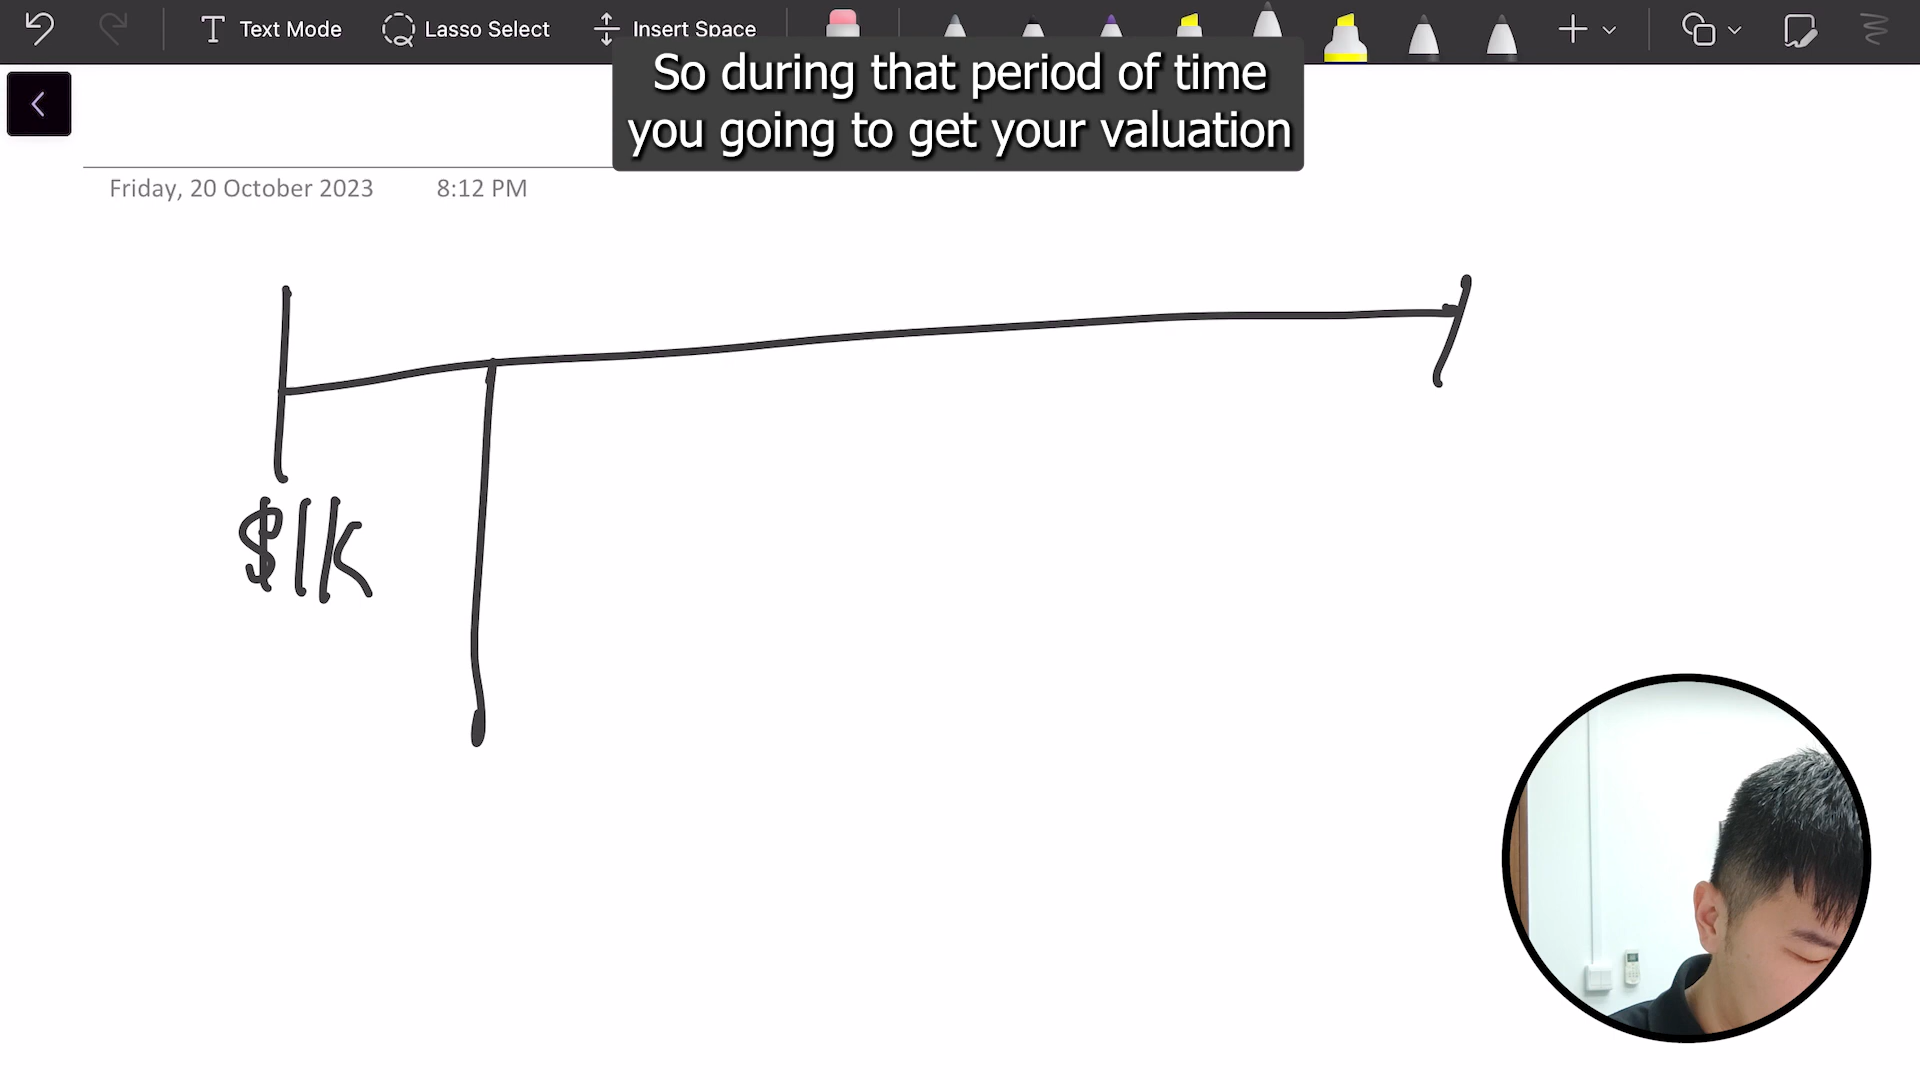 Text Mode
Lasso Select
Insert Space
So during that period of time
you going to get your valuation
Friday, 20 October 2023
8:12 PM
$1k